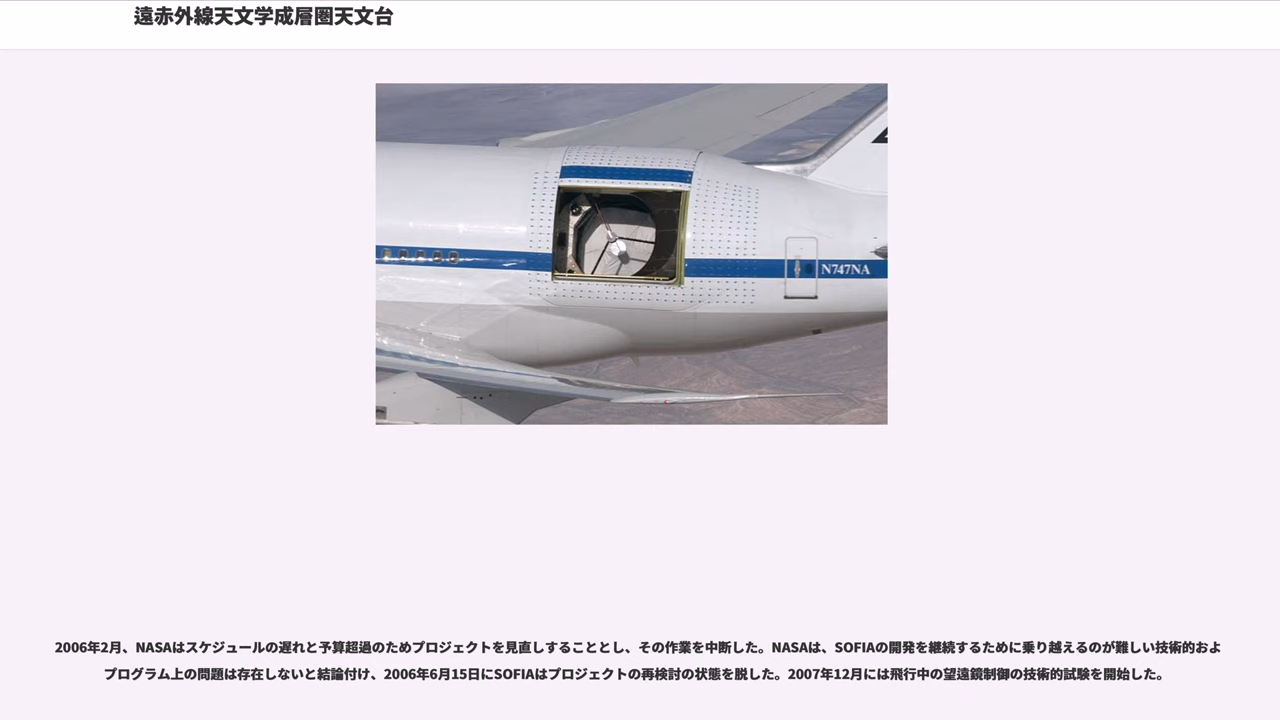 遠赤外線天文学成層圏天文台
N747NA
2006年2月、NASAはスケジュールの遅れと予算超過のためプロジェクトを見直しすることとし、その作業を中断した。NASAは、SOFIAの開発を継続するために乗り越えるのが難しい技術的およ
プログラム上の問題は存在しないと結論付け、2006年6月15日にSOFIAはプロジェクトの再検討の状態を脱した。2007年12月には飛行中の望遠鏡制御の技術的試験を開始した。